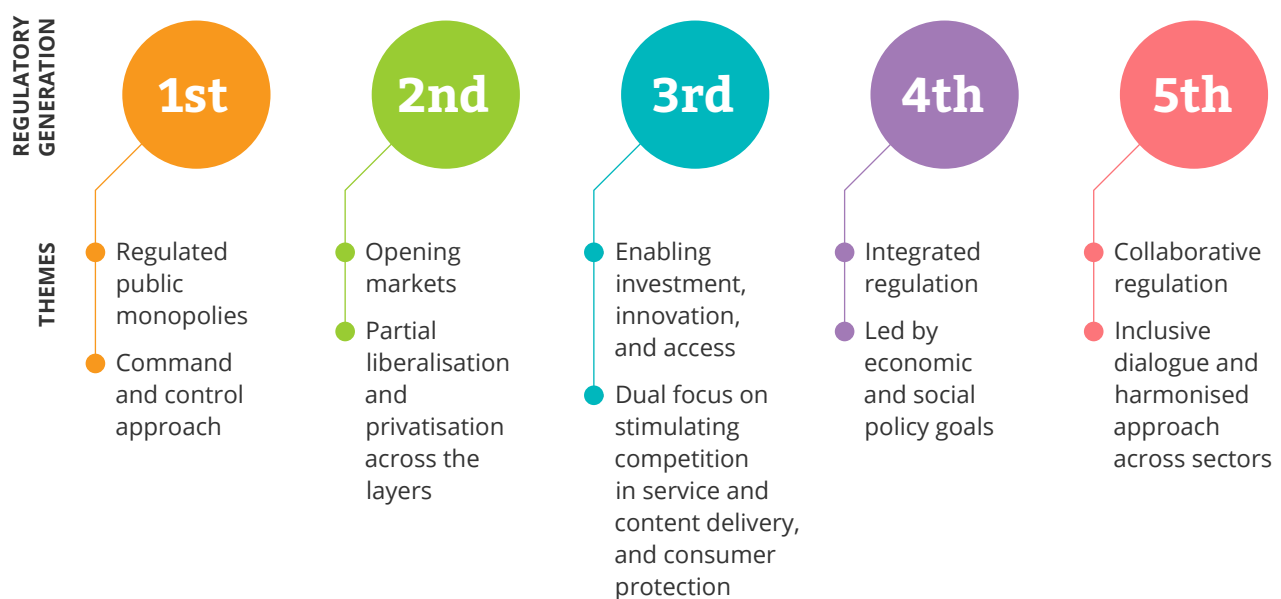 REGULATORY
GENERATION
1st
2nd
3rd
4th
5th
THEMES
Regulated
public
monopolies
Command
and control
approach
Opening
markets
Partial
liberalisation
and
privatisation
across the
layers
Enabling
investment,
innovation,
and access
Dual focus on
stimulating
competition
in service and
content delivery,
and consumer
protection
Integrated
regulation
Led by
economic
and social
policy goals
Collaborative
regulation
Inclusive
dialogue and
harmonised
approach
across sectors